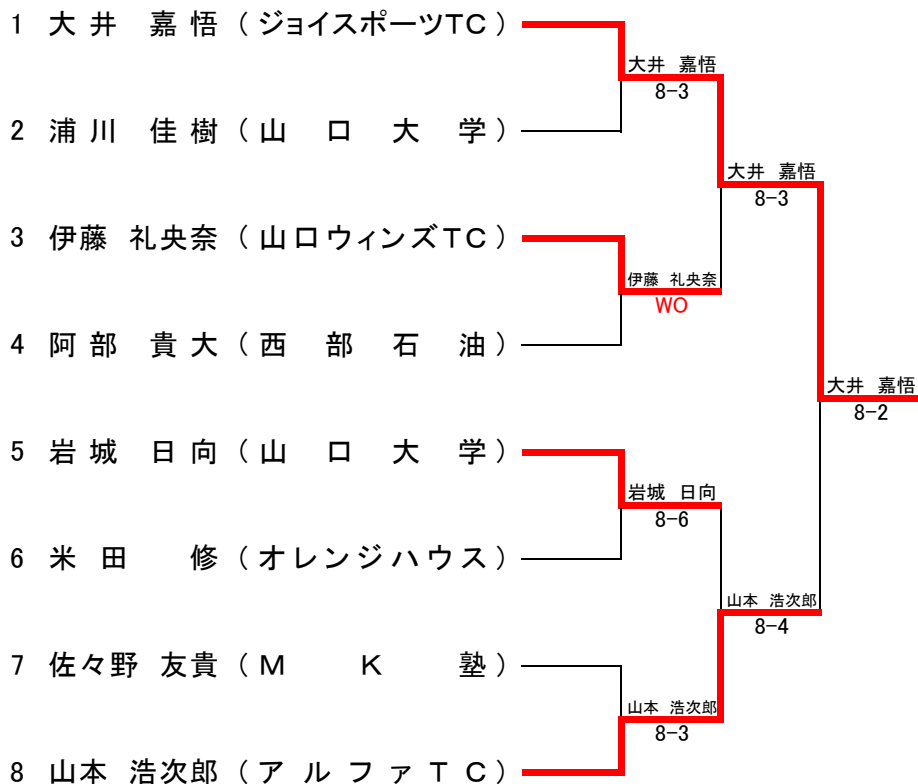 1 大井 嘉悟 (ジョイスポーツTC)
大井 嘉悟
8-3
2 浦川 佳樹 (山口大学)
大井 嘉悟
8-3
3 伊藤 礼央奈 (山口ウィンズTC)
伊藤 礼央奈
WO
4 阿部 貴大 (西部石油)
大井 嘉悟
8-2
5 岩城 日向 (山口大学)
岩城 日向
8-6
6 米田 修 (オレンジハウス)
山本 浩次郎
8-4
7 佐々野 友貴 (MK塾)
山本 浩次郎
8-3
8 山本 浩次郎 (アルファTC)